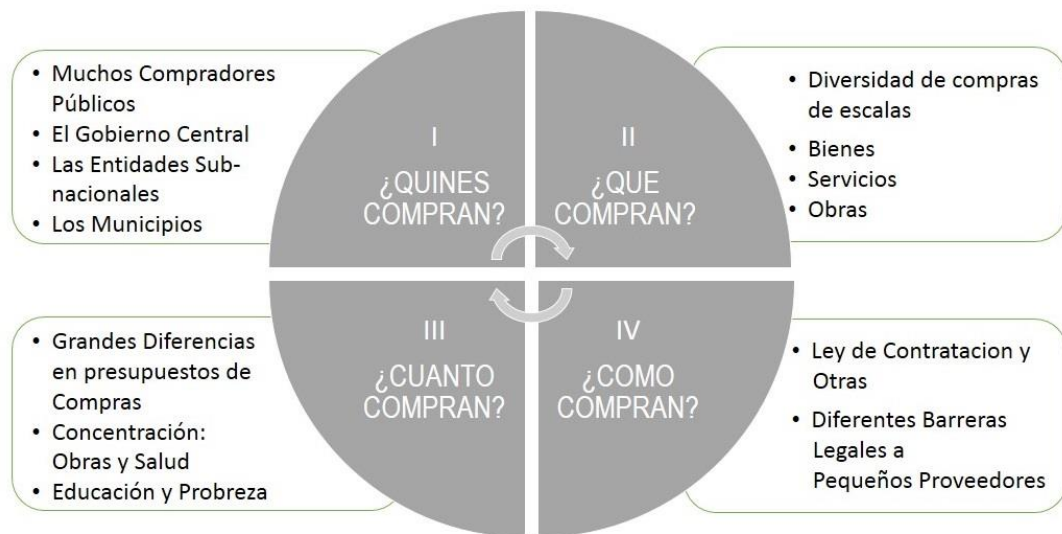 • Muchos Compradores
Públicos
• El Gobierno Central
• Las Entidades Sub-
nacionales
• Los Municipios
I
¿QUINES
COMPRAN?
II
¿QUE
COMPRAN?
• Diversidad de compras
de escalas
• Bienes
• Servicios
• Obras
• Grandes Diferencias
en presupuestos de
Compras
• Concentración:
Obras y Salud
• Educación y Probreza
III
¿CUANTO
COMPRAN?
IV
¿COMO
COMPRAN?
• Ley de Contratacion y
Otras
• Diferentes Barreras
Legales a
Pequeños Proveedores